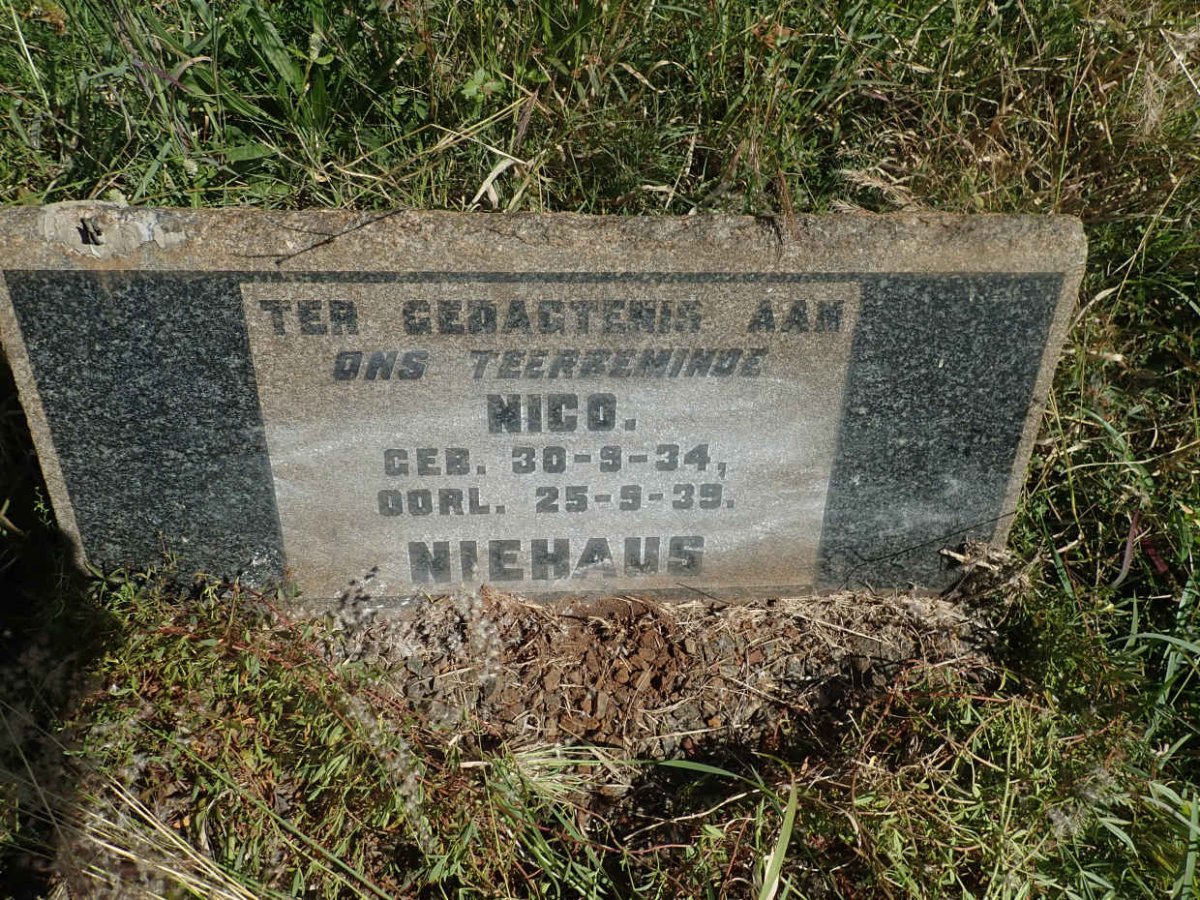 TER GEDAGTENIS AAN
ONS TEERBEMINDE
NICO.
GEB. 30-9-34,
OORL. 25-9-39.
NIEHAUS